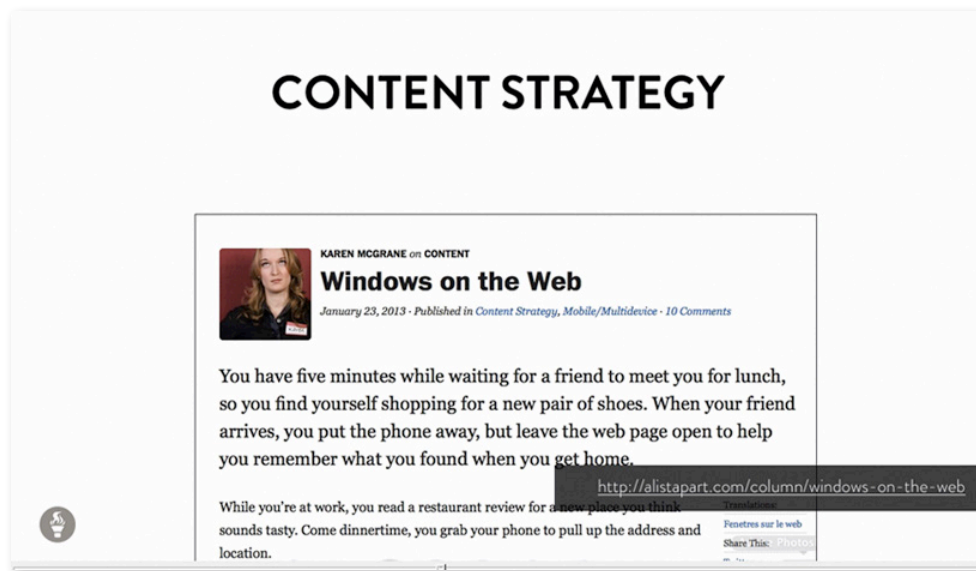 CONTENT STRATEGY
KAREN MCGRANE on CONTENT
Windows on the Web
January 23, 2013 · Published in Content Strategy, Mobile/Multidevice · 10 Comments
You have five minutes while waiting for a friend to meet you for lunch,
so you find yourself shopping for a new pair of shoes. When your friend
arrives, you put the phone away, but leave the web page open to help
you remember what you found when you get home.
http://alistapart.com/column/windows-on-the-web
While you're at work, you read a restaurant review for a new place you think
sounds tasty. Come dinnertime, you grab your phone to pull up the address and
location.
Translations:
Fenetres sur le web
Share This:
Photos